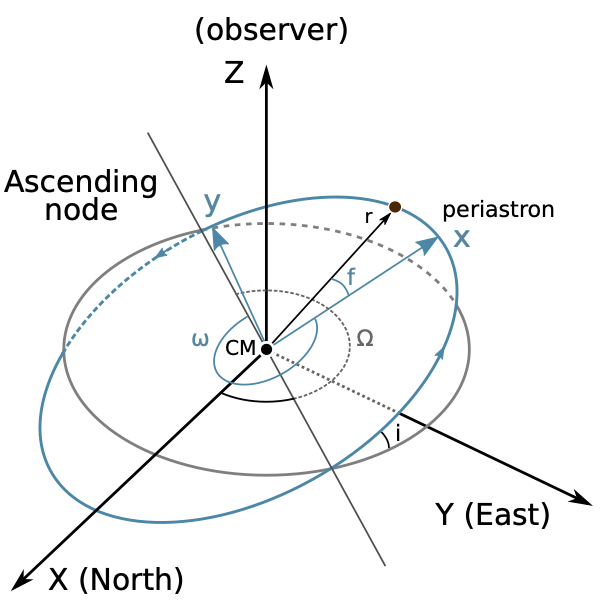 (observer)
Z
Ascending
node
y
r
periastron
x
f
ω
CM
Ω
i
Y (East)
X (North)